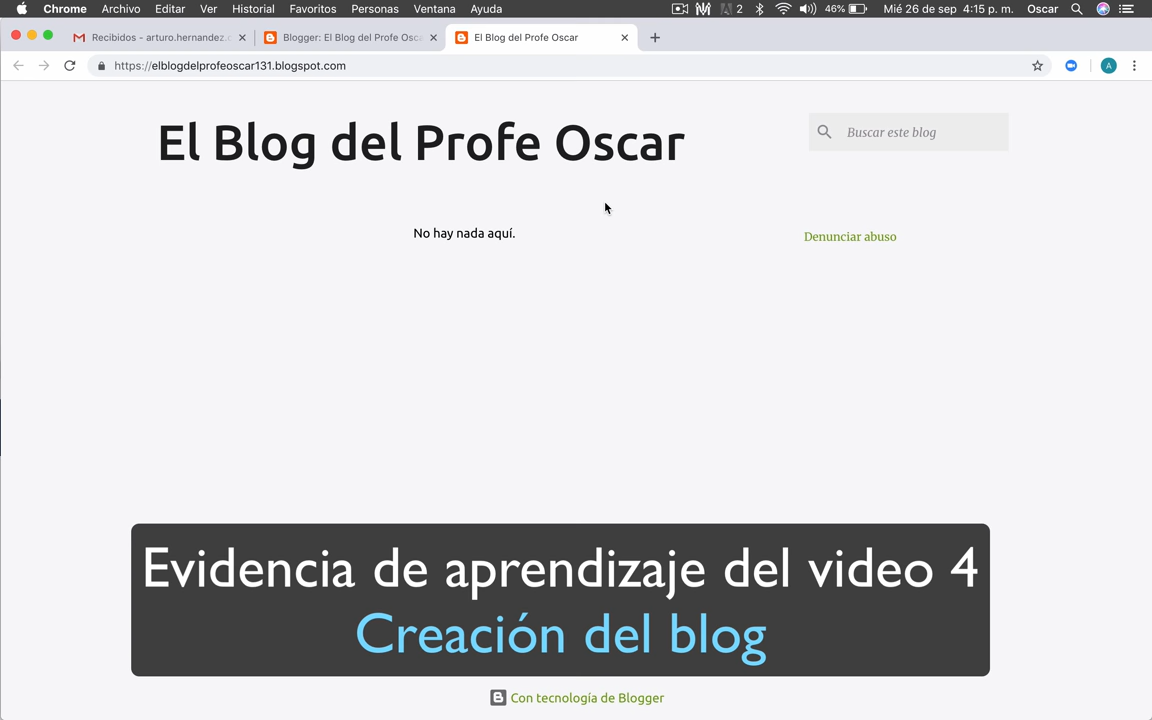 Chrome Archivo Editar Ver Historial Favoritos Personas Ventana Ayuda 2 46% Mié 26 de sep 4:15 p. m. Oscar
Recibidos - arturo.hernandez.c Blogger: El Blog del Profe Osca El Blog del Profe Oscar
https://elblogdelprofeoscar131.blogspot.com A
El Blog del Profe Oscar
Buscar este blog
No hay nada aquí.
Denunciar abuso
Evidencia de aprendizaje del video 4
Creación del blog
Con tecnología de Blogger